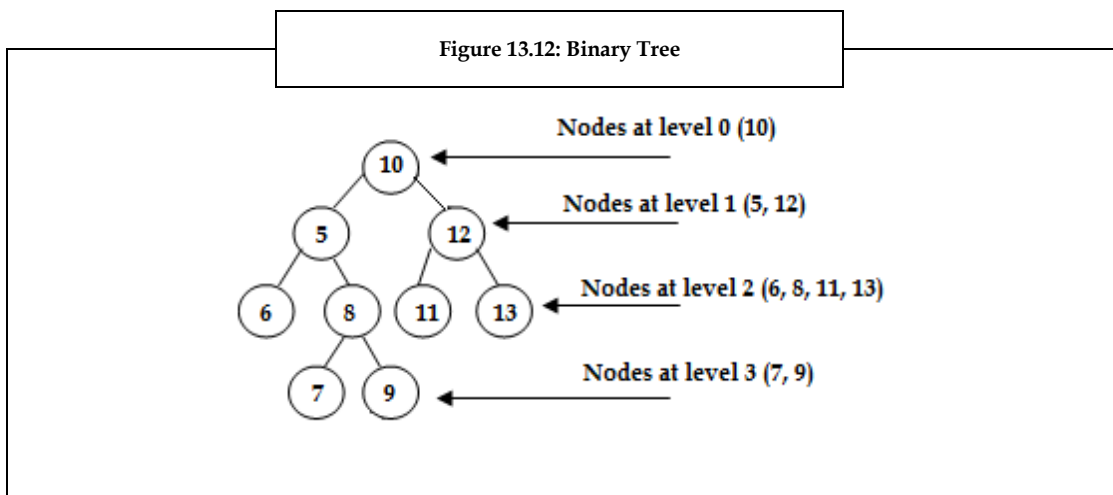 Figure 13.12: Binary Tree
Nodes at level 0 (10)
10
Nodes at level 1 (5, 12)
5 12
Nodes at level 2 (6, 8, 11, 13)
6 8 11 13
Nodes at level 3 (7, 9)
7 9